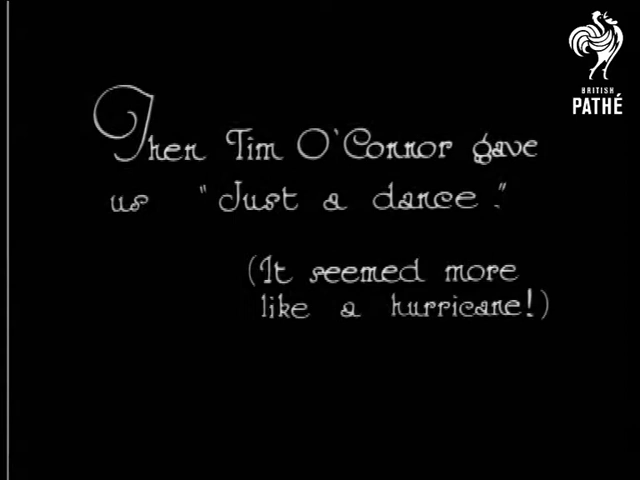 BRITISH
PATHÉ
Then Tim O'Connor gave
us "Just a dance."
(It seemed more
like a hurricane!)